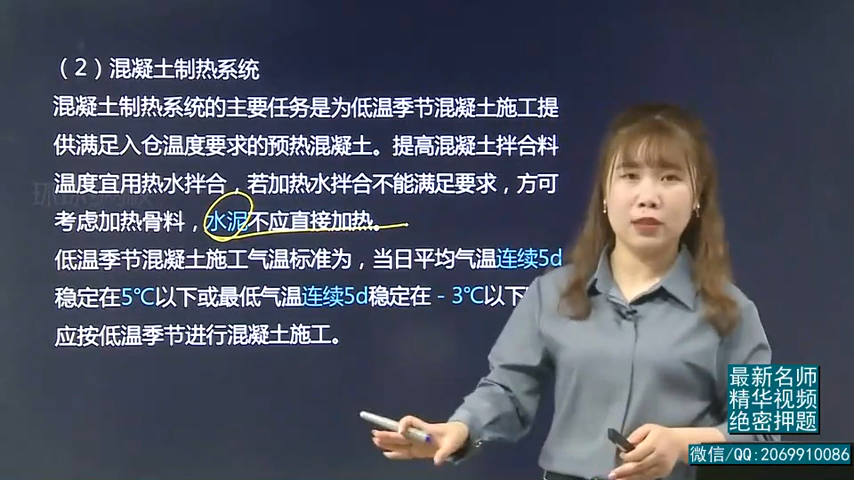 （2）混凝土制热系统
混凝土制热系统的主要任务是为低温季节混凝土施工提
供满足入仓温度要求的预热混凝土。提高混凝土拌合料
温度宜用热水拌合，若加热水拌合不能满足要求，方可
考虑加热骨料，水泥不应直接加热。
低温季节混凝土施工气温标准为，当日平均气温连续5d
稳定在5℃以下或最低气温连续5d稳定在－3℃以下
应按低温季节进行混凝土施工。
最新名师
精华视频
绝密押题
微信/QQ:2069910086